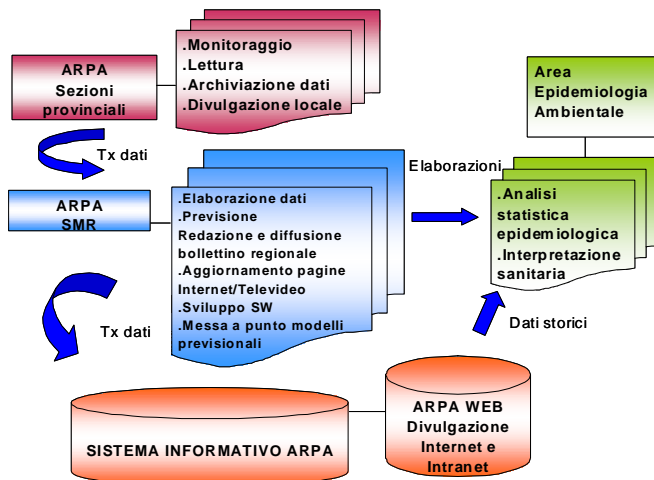 ARPA
Sezioni
provinciali
.Monitoraggio
.Lettura
.Archiviazione dati
.Divulgazione locale
Area
Epidemiologia
Ambientale
Tx dati
Elaborazioni
ARPA
SMR
.Elaborazione dati
.Previsione
Redazione e diffusione
bollettino regionale
.Aggiornamento pagine
Internet/Televideo
.Sviluppo SW
.Messa a punto modelli
previsionali
.Analisi
statistica
epidemiologica
.Interpretazione
sanitaria
Tx dati
Dati storici
SISTEMA INFORMATIVO ARPA
ARPA WEB
Divulgazione
Internet e
Intranet